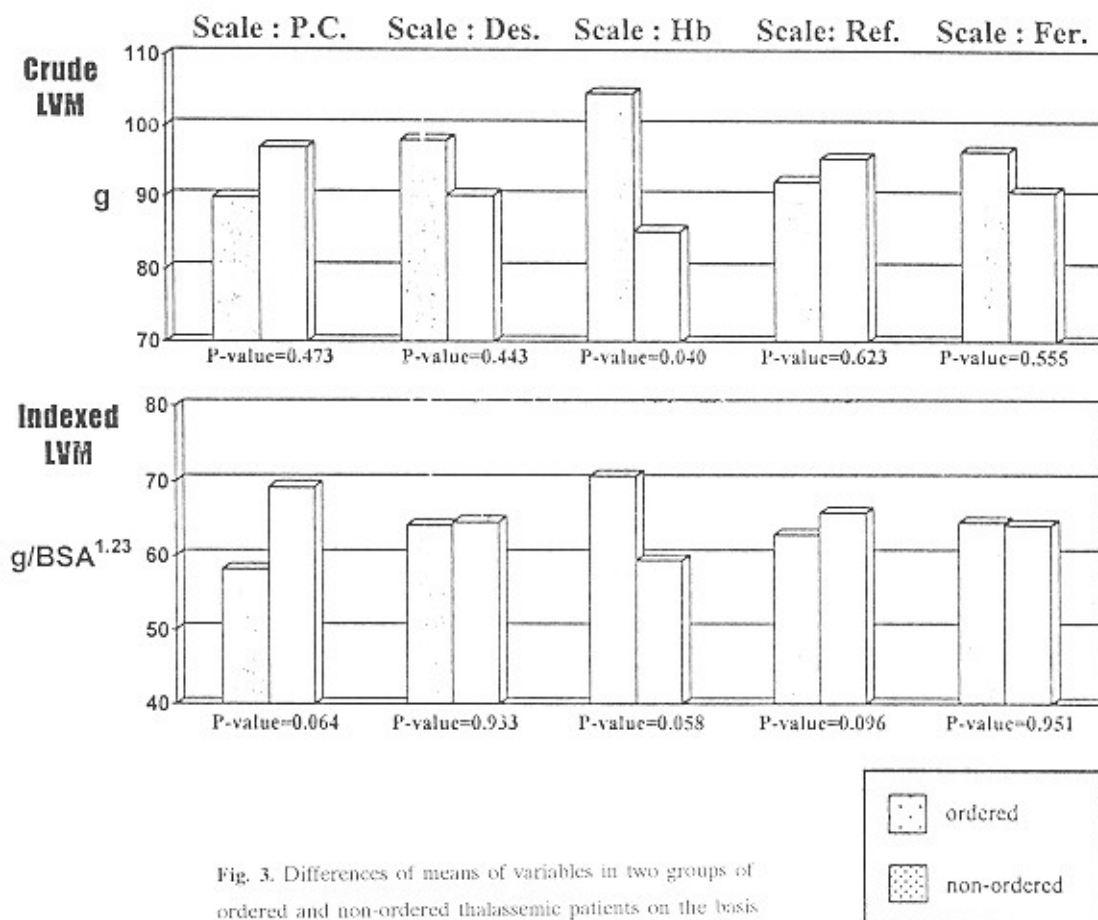 Scale : P.C. Scale : Des. Scale : Hb Scale: Ref. Scale : Fer.
Crude
LVM
g
110
100
90
80
70
P-value=0.473 P-value=0.443 P-value=0.040 P-value=0.623 P-value=0.555
Indexed
LVM
g/BSA^1.23
80
70
60
50
40
P-value=0.064 P-value=0.933 P-value=0.058 P-value=0.096 P-value=0.951
ordered
non-ordered
Fig. 3. Differences of means of variables in two groups of
ordered and non-ordered thalassemic patients on the basis